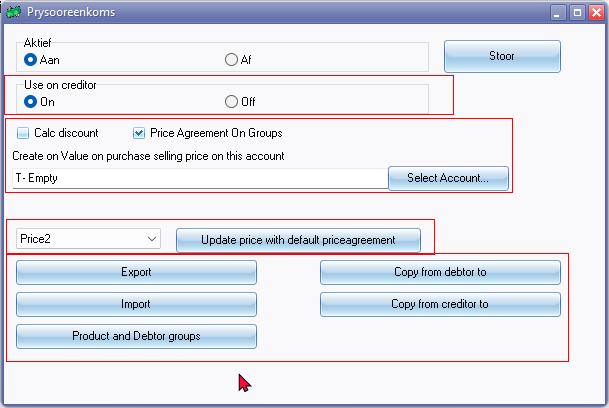 Prysooreenkoms
Aktief
Aan Af
Stoor
Use on creditor
On Off
Calc discount Price Agreement On Groups
Create on Value on purchase selling price on this account
T- Empty Select Account...
Price2 Update price with default priceagreement
Export Copy from debtor to
Import Copy from creditor to
Product and Debtor groups